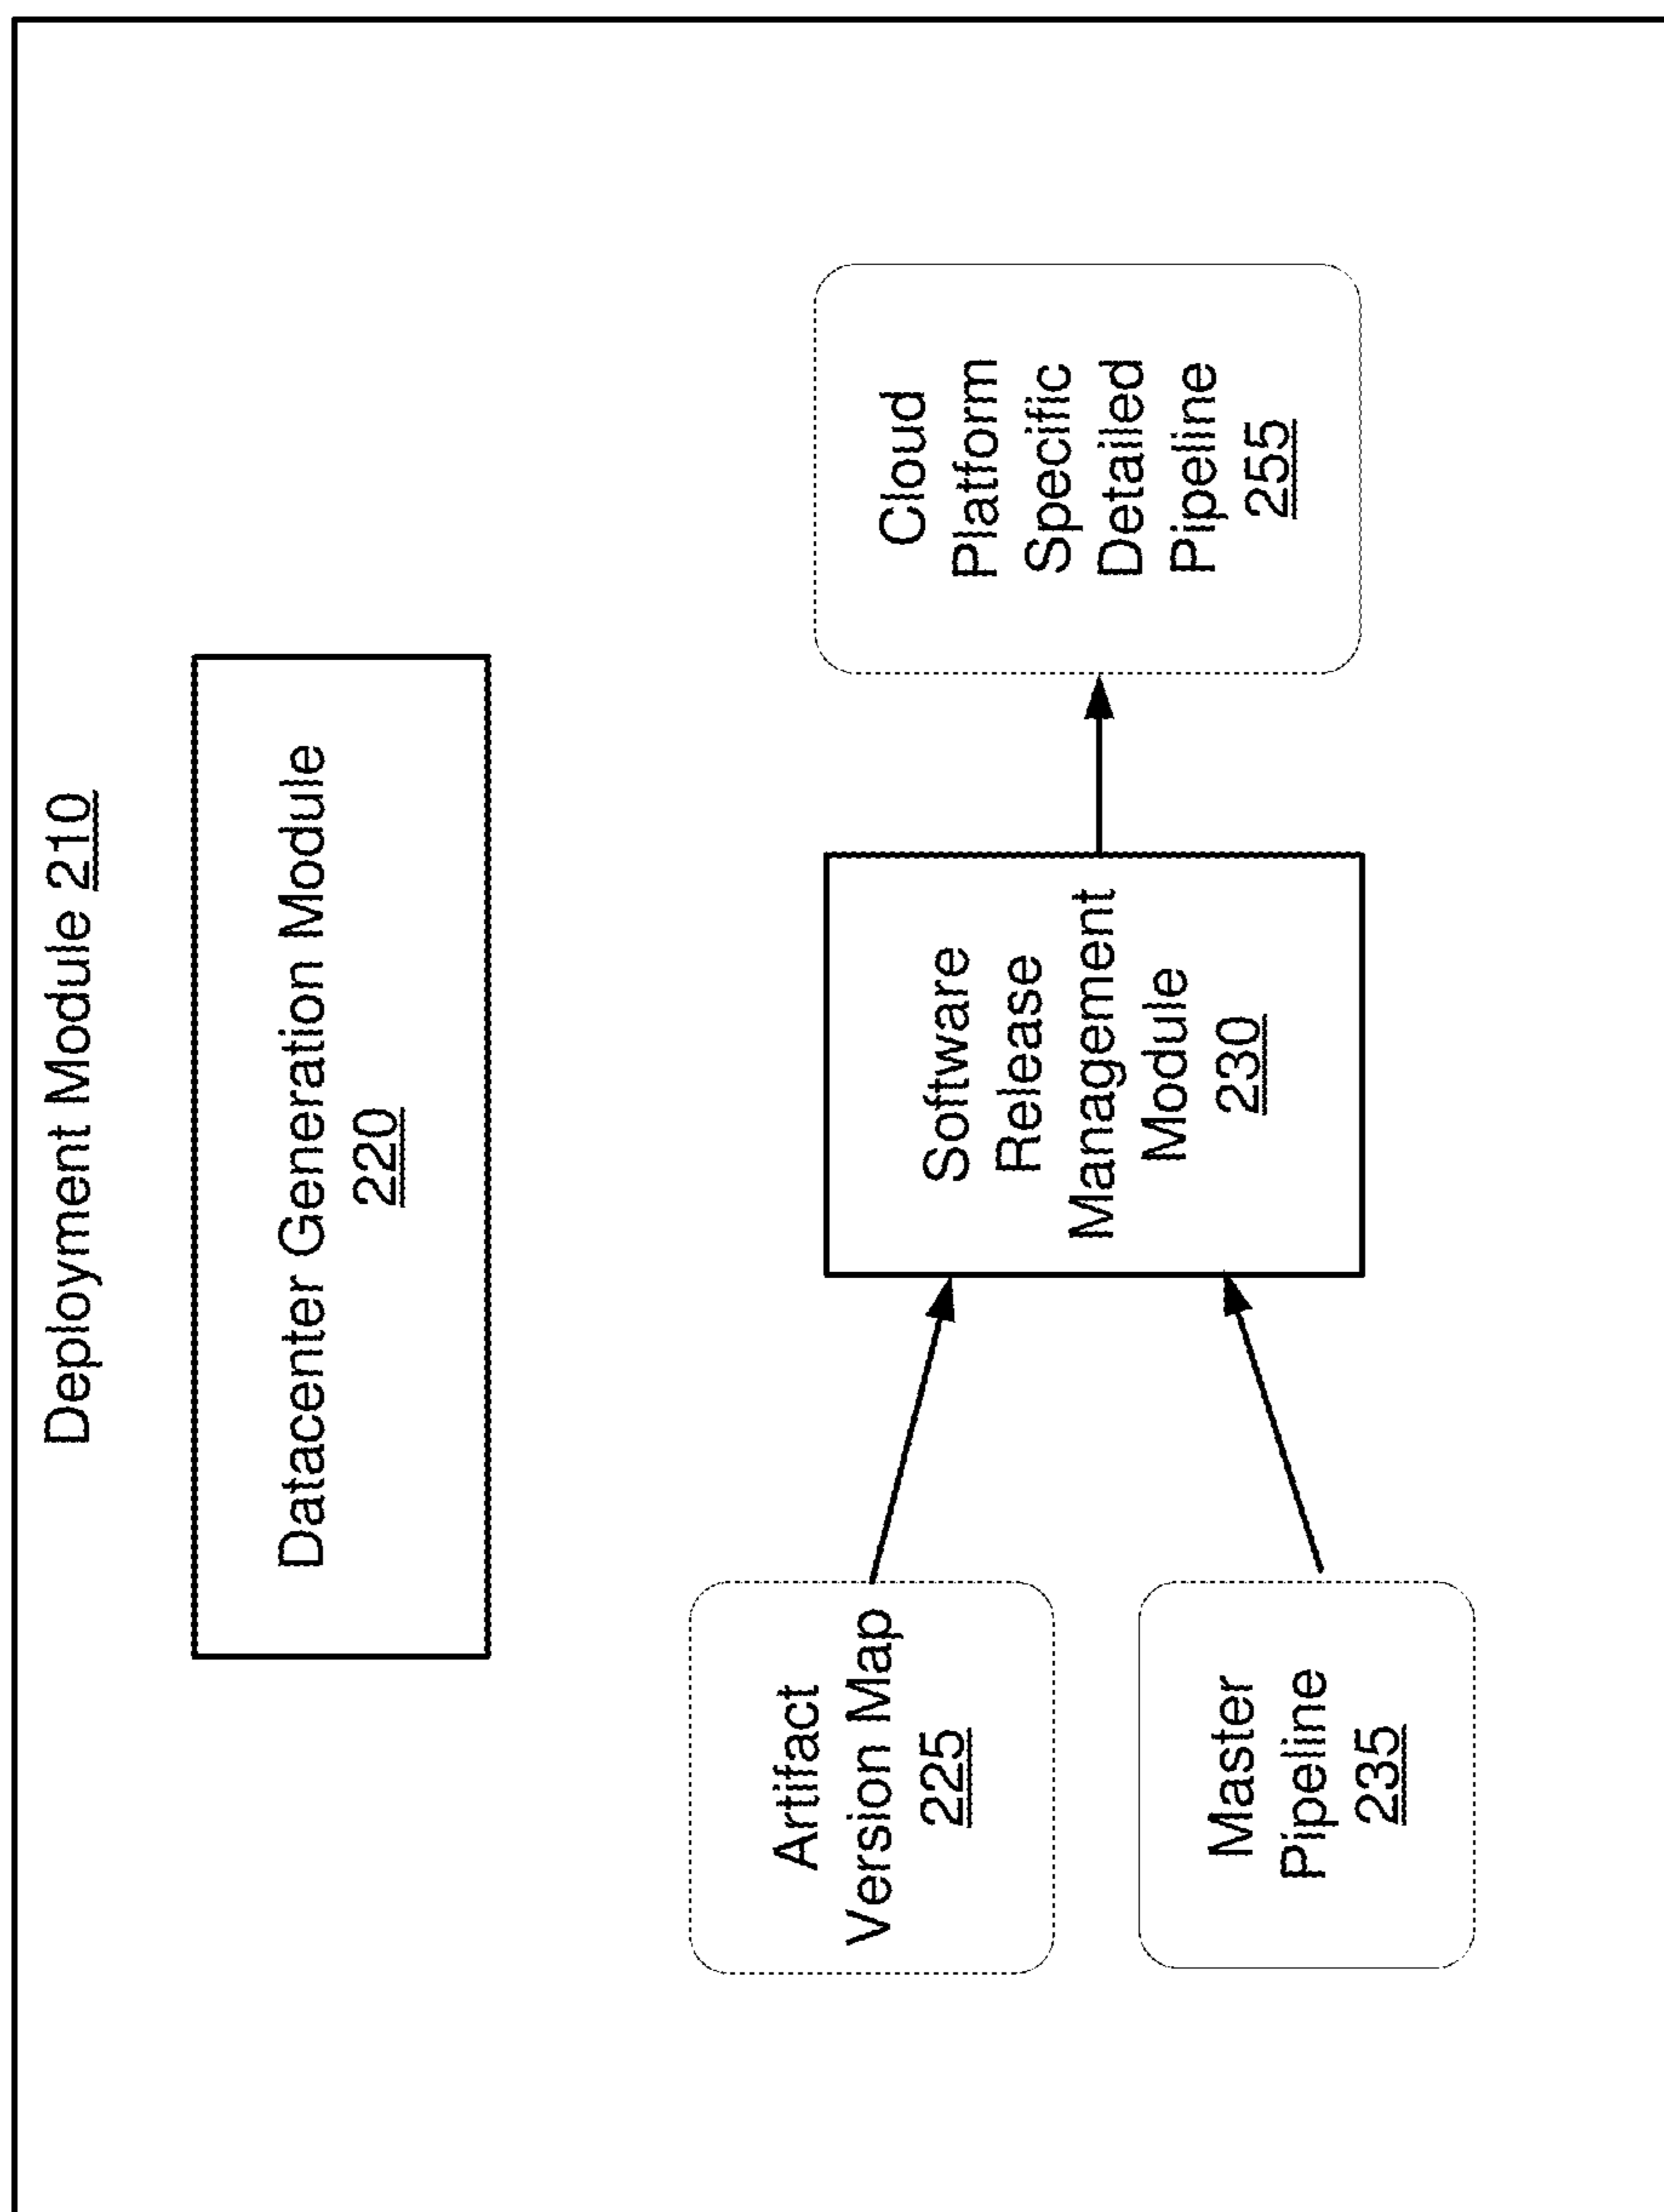 Deployment Module 210
Datacenter Generation Module
220
Artifact
Version Map
225
Master
Pipeline
235
Software
Release
Management
Module
230
Cloud
Platform
Specific
Detailed
Pipeline
255